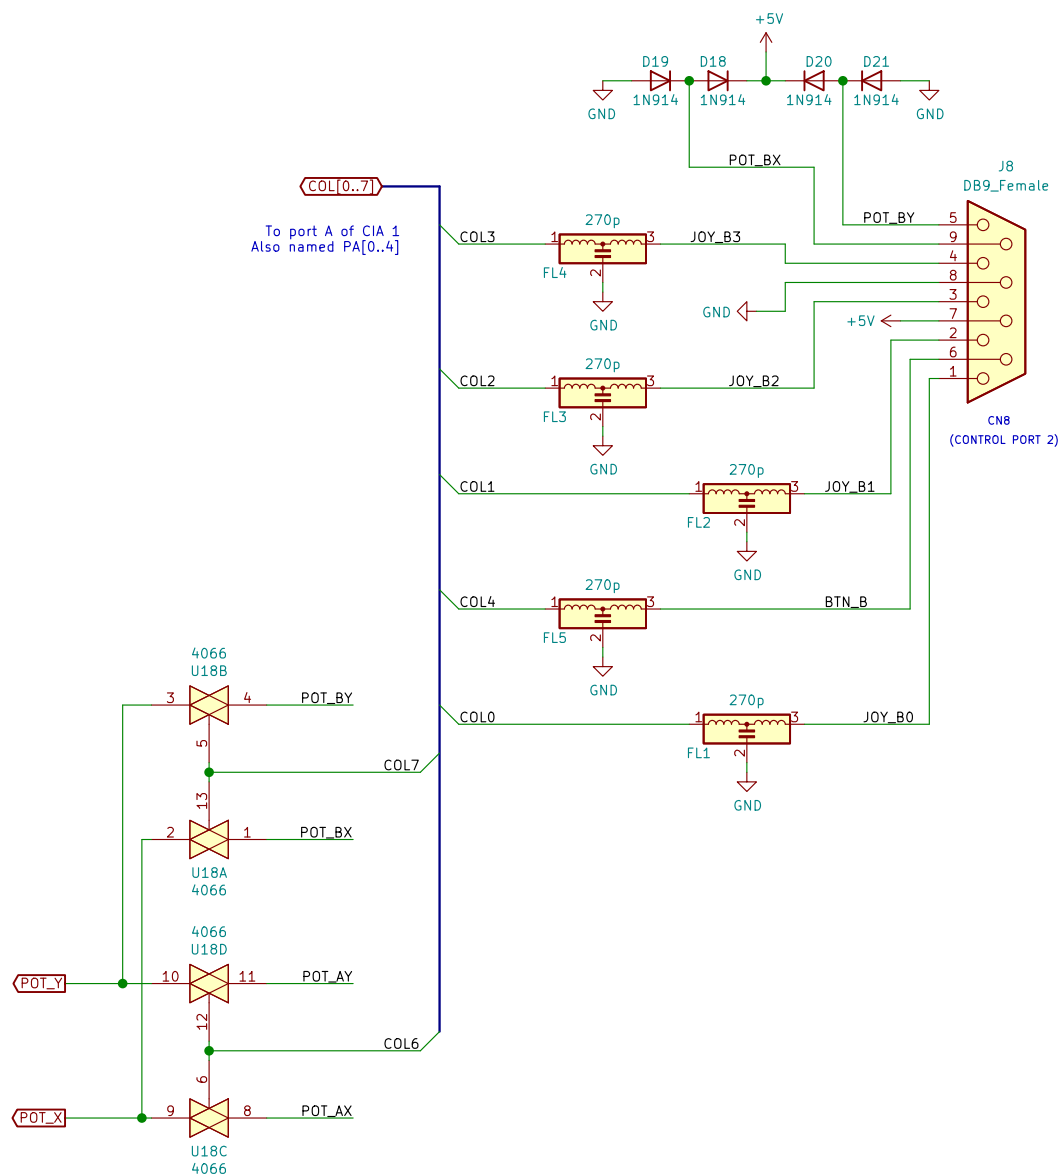 +5V
D19
D18
D20
D21
1N914
1N914
1N914
1N914
GND
GND
POT_BX
J8
DB9_Female
COL[0..7]
To port A of CIA 1
Also named PA[0..4]
POT_BY
5
9
4
8
3
7
2
6
1
270p
COL3
1
3
JOY_B3
FL4
2
GND
GND
+5V
270p
COL2
1
3
JOY_B2
FL3
2
GND
CN8
(CONTROL PORT 2)
270p
COL1
1
3
JOY_B1
FL2
2
GND
270p
COL4
1
3
BTN_B
FL5
2
GND
270p
COL0
1
3
JOY_B0
FL1
2
GND
4066
U18B
3
4
POT_BY
5
COL7
13
2
1
POT_BX
U18A
4066
4066
U18D
POT_Y
10
11
POT_AY
12
COL6
6
POT_X
9
8
POT_AX
U18C
4066